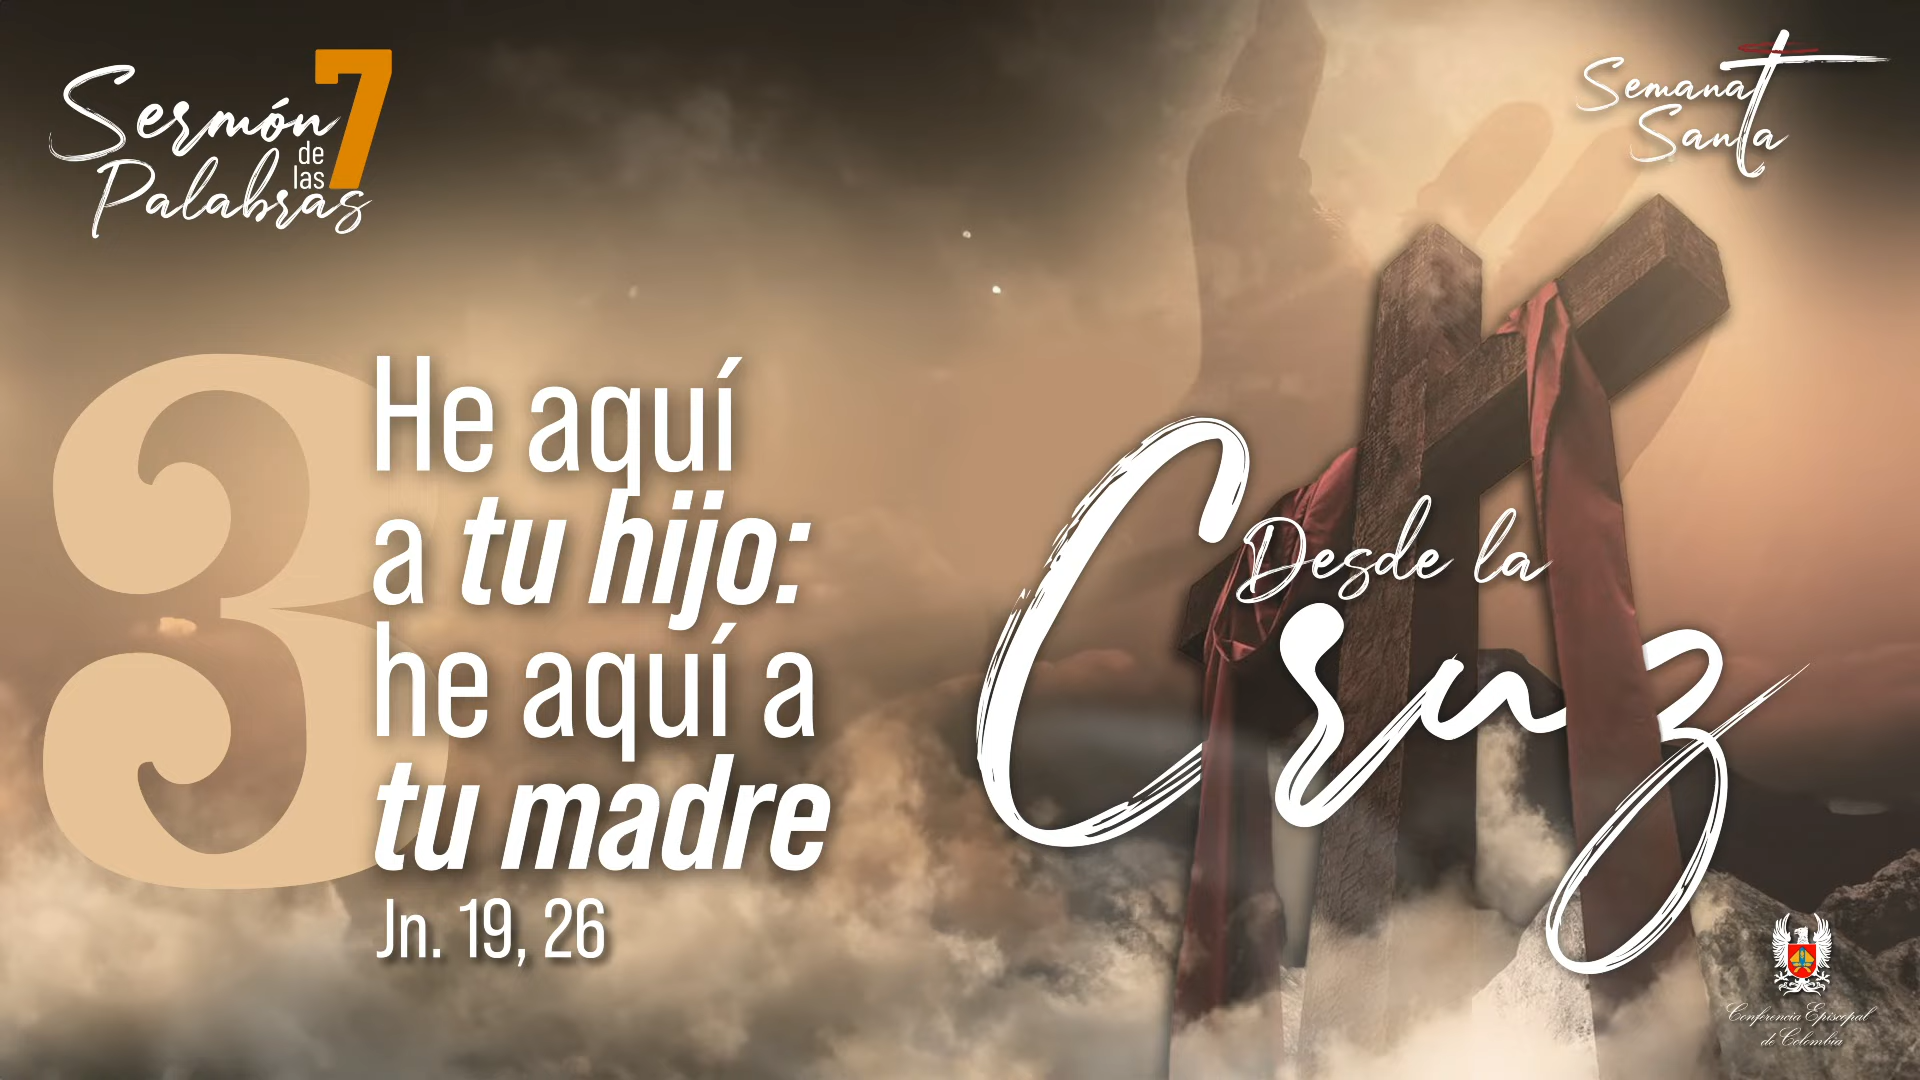 Sermón 7
de
las
Palabras
Semana
Santa
3
He aquí
a tu hijo:
he aquí a
tu madre
Jn. 19, 26
Desde la
Cruz
Conferencia Episcopal
de Colombia